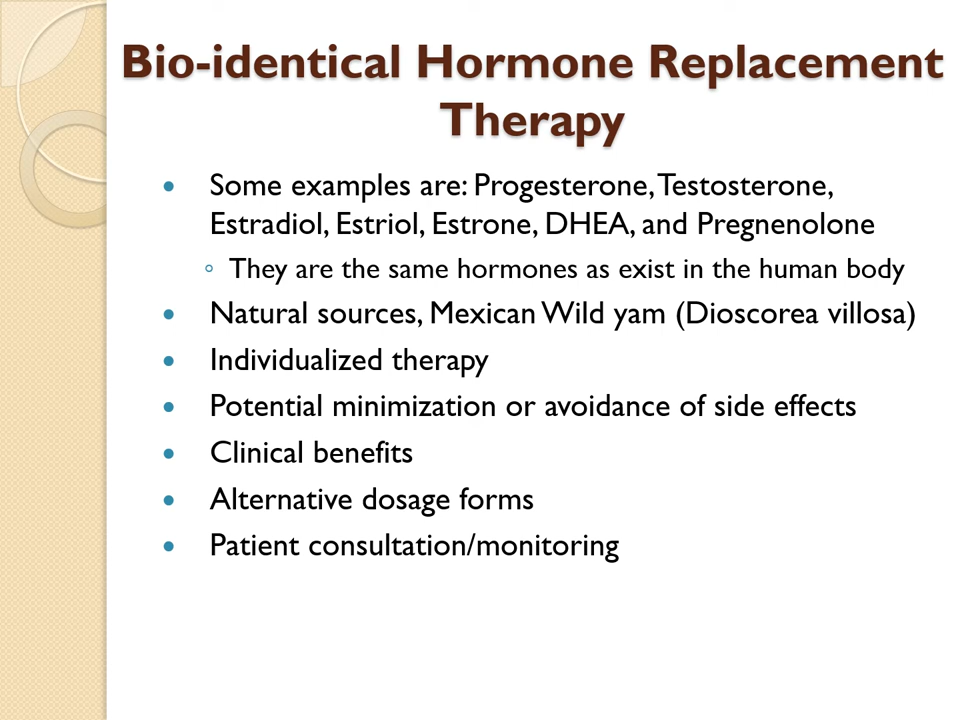 Bio-identical Hormone Replacement
Therapy
• Some examples are: Progesterone, Testosterone,
Estradiol, Estriol, Estrone, DHEA, and Pregnenolone
◦ They are the same hormones as exist in the human body
• Natural sources, Mexican Wild yam (Dioscorea villosa)
• Individualized therapy
• Potential minimization or avoidance of side effects
• Clinical benefits
• Alternative dosage forms
• Patient consultation/monitoring